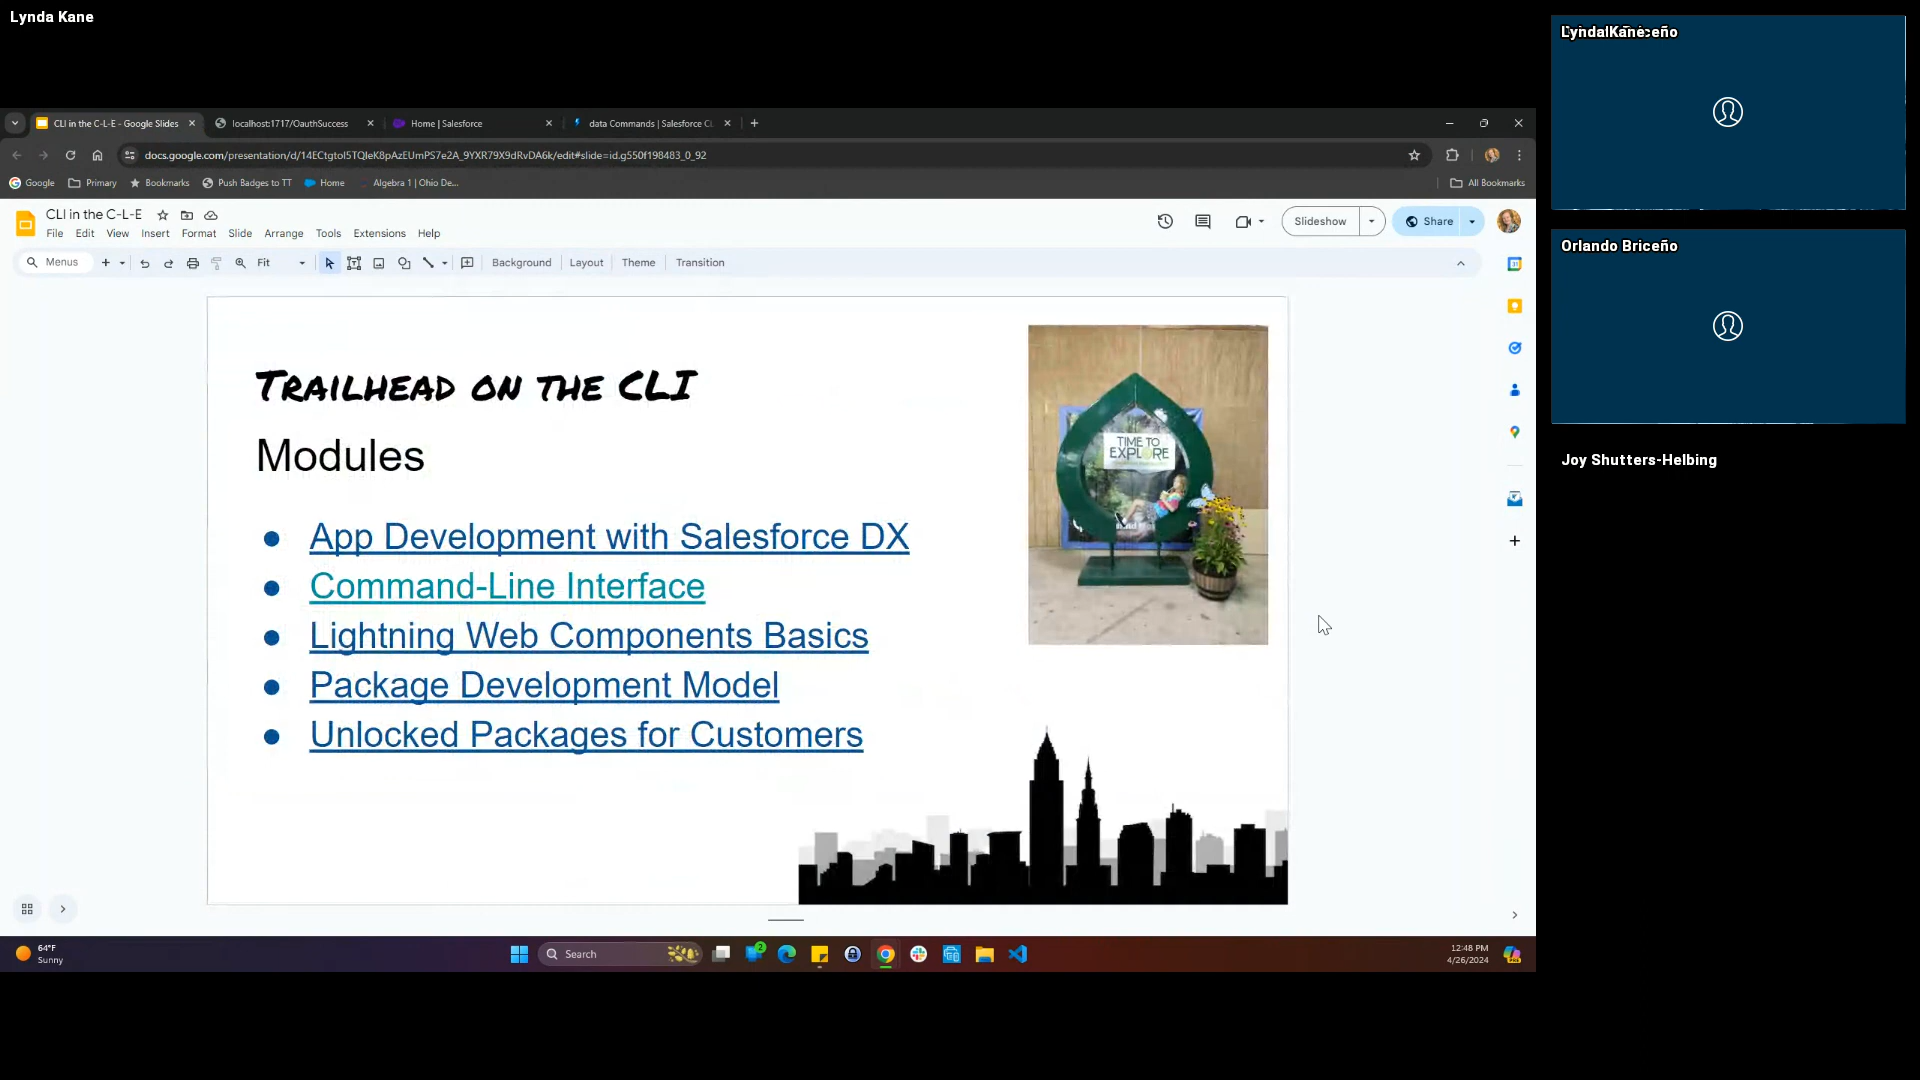 Lynda Kane
CLI in the C-L-E - Google Slides
localhost:1717/OauthSuccess
Home | Salesforce
data Commands | Salesforce C
docs.google.com/presentation/d/14ECtgtoI5TQIeK8pAzEUmPS7e2A_9YXR79X9dRvDA6k/edit#slide=id.g550f198483_0_92
Google
Primary
Bookmarks
Push Badges to TT
Home
Algebra 1 | Ohio De...
All Bookmarks
CLI in the C-L-E
File Edit View Insert Format Slide Arrange Tools Extensions Help
Slideshow
Share
Menus
Fit
Background
Layout
Theme
Transition
TRAILHEAD ON THE CLI
Modules
● App Development with Salesforce DX
● Command-Line Interface
● Lightning Web Components Basics
● Package Development Model
● Unlocked Packages for Customers
TIME TO
EXPLORE
64°F
Sunny
Search
2
12:48 PM
4/26/2024
Lynda Kane
Orlando Briceño
Joy Shutters-Helbing